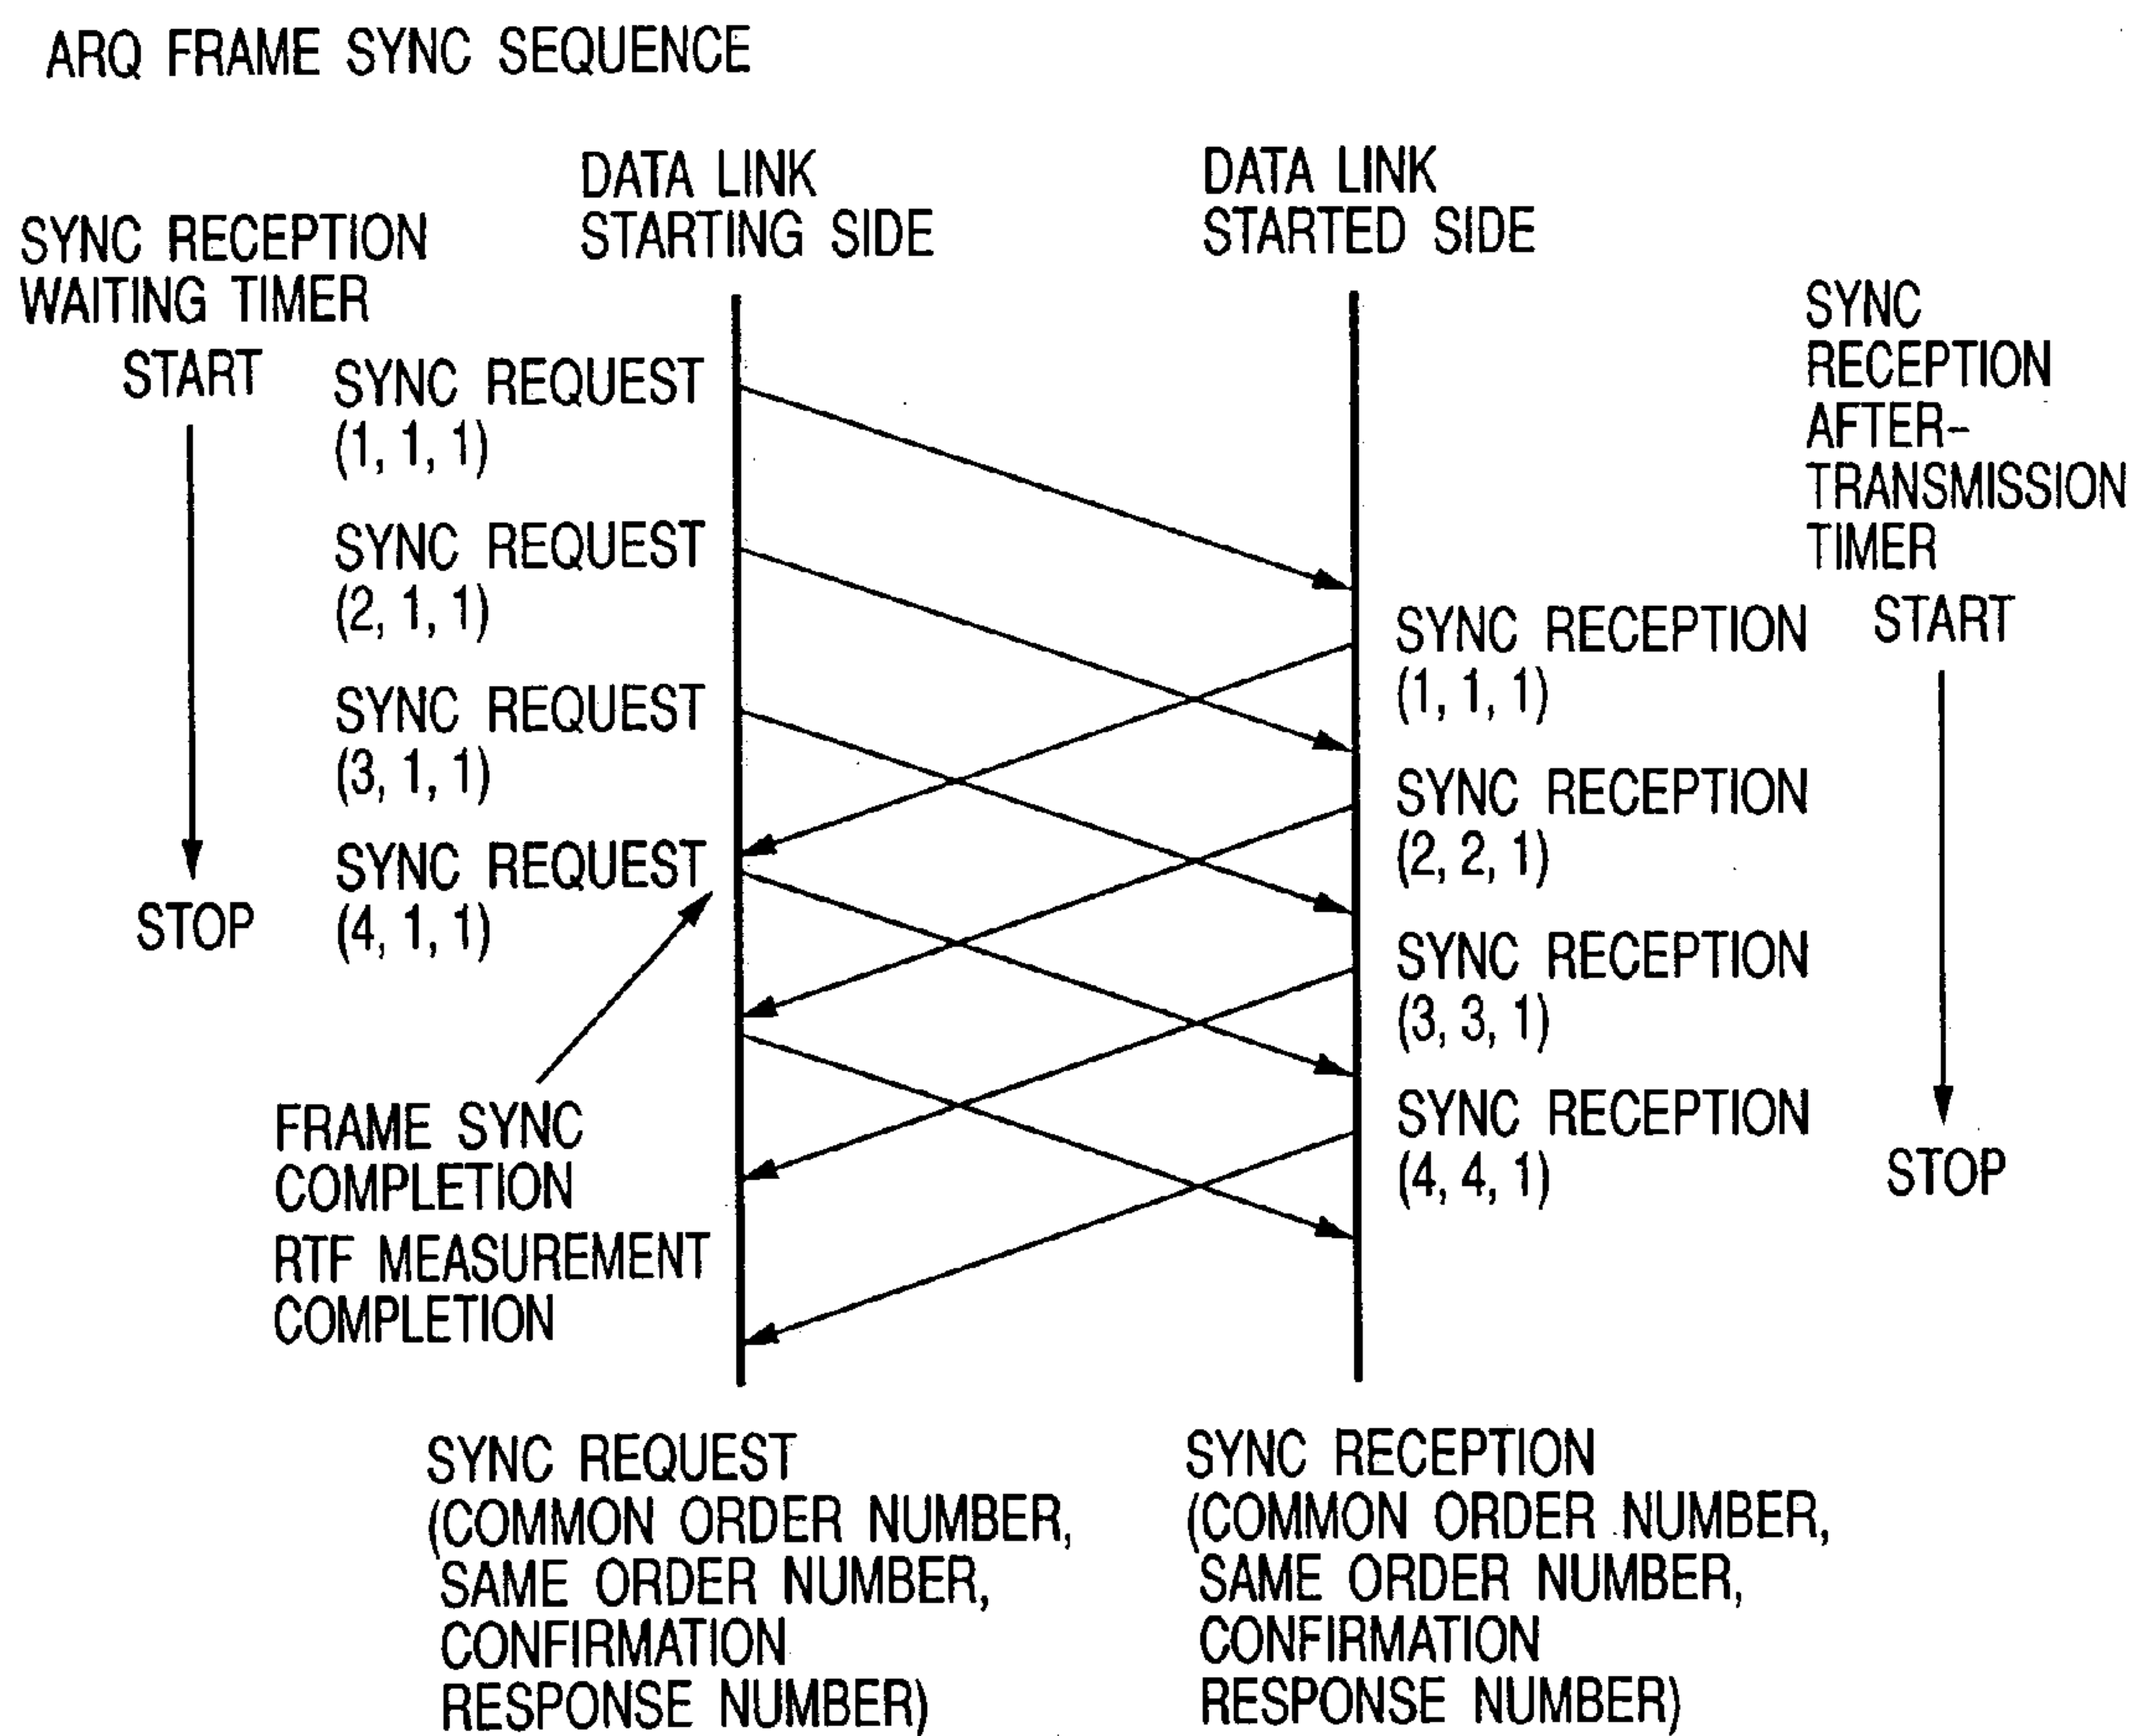 ARQ FRAME SYNC SEQUENCE
SYNC RECEPTION
WAITING TIMER
START
STOP
DATA LINK
STARTING SIDE
DATA LINK
STARTED SIDE
SYNC
RECEPTION
AFTER-
TRANSMISSION
TIMER
START
STOP
SYNC REQUEST
(1, 1, 1)
SYNC REQUEST
(2, 1, 1)
SYNC REQUEST
(3, 1, 1)
SYNC REQUEST
(4, 1, 1)
SYNC RECEPTION
(1, 1, 1)
SYNC RECEPTION
(2, 2, 1)
SYNC RECEPTION
(3, 3, 1)
SYNC RECEPTION
(4, 4, 1)
FRAME SYNC
COMPLETION
RTF MEASUREMENT
COMPLETION
SYNC REQUEST
(COMMON ORDER NUMBER,
SAME ORDER NUMBER,
CONFIRMATION
RESPONSE NUMBER)
SYNC RECEPTION
(COMMON ORDER NUMBER,
SAME ORDER NUMBER,
CONFIRMATION
RESPONSE NUMBER)